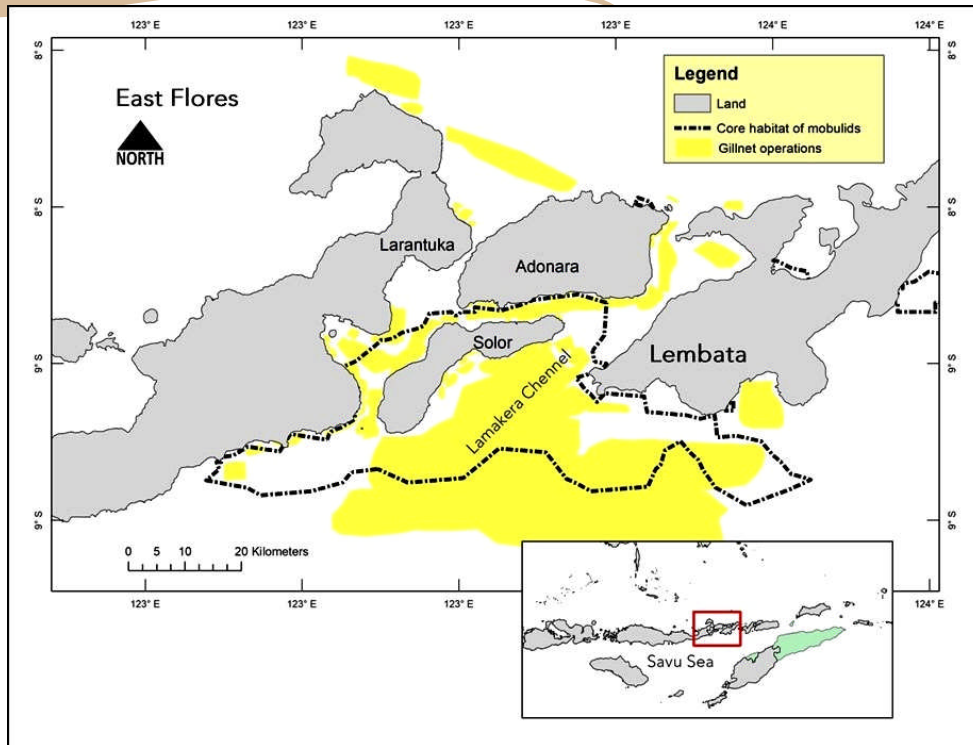 123° E 123° E 123° E 123° E 124° E 124° E
8° S
8° S
East Flores
NORTH
Legend
Land
Core habitat of mobulids
Gillnet operations
8° S
8° S
Larantuka
Adonara
Solor
Lembata
9° S
9° S
Lamakera Chennel
9° S
9° S
0 5 10 20 Kilometers
Savu Sea
123° E 123° E 123° E 123° E 124° E 124° E